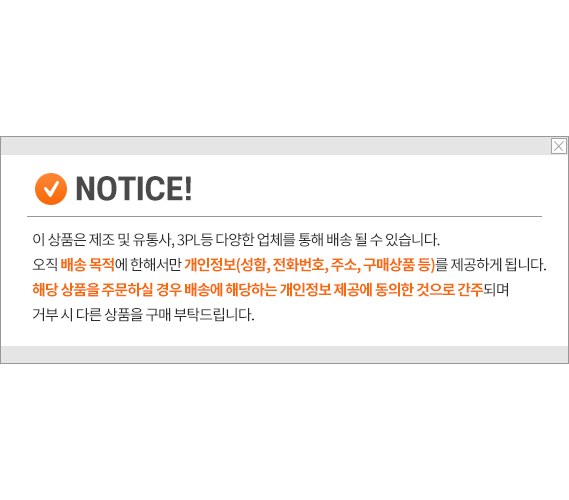 NOTICE!
이 상품은 제조 및 유통사, 3PL등 다양한 업체를 통해 배송 될 수 있습니다.
오직 배송 목적에 한해서만 개인정보(성함, 전화번호, 주소, 구매상품 등)를 제공하게 됩니다.
해당 상품을 주문하실 경우 배송에 해당하는 개인정보 제공에 동의한 것으로 간주되며
거부 시 다른 상품을 구매 부탁드립니다.